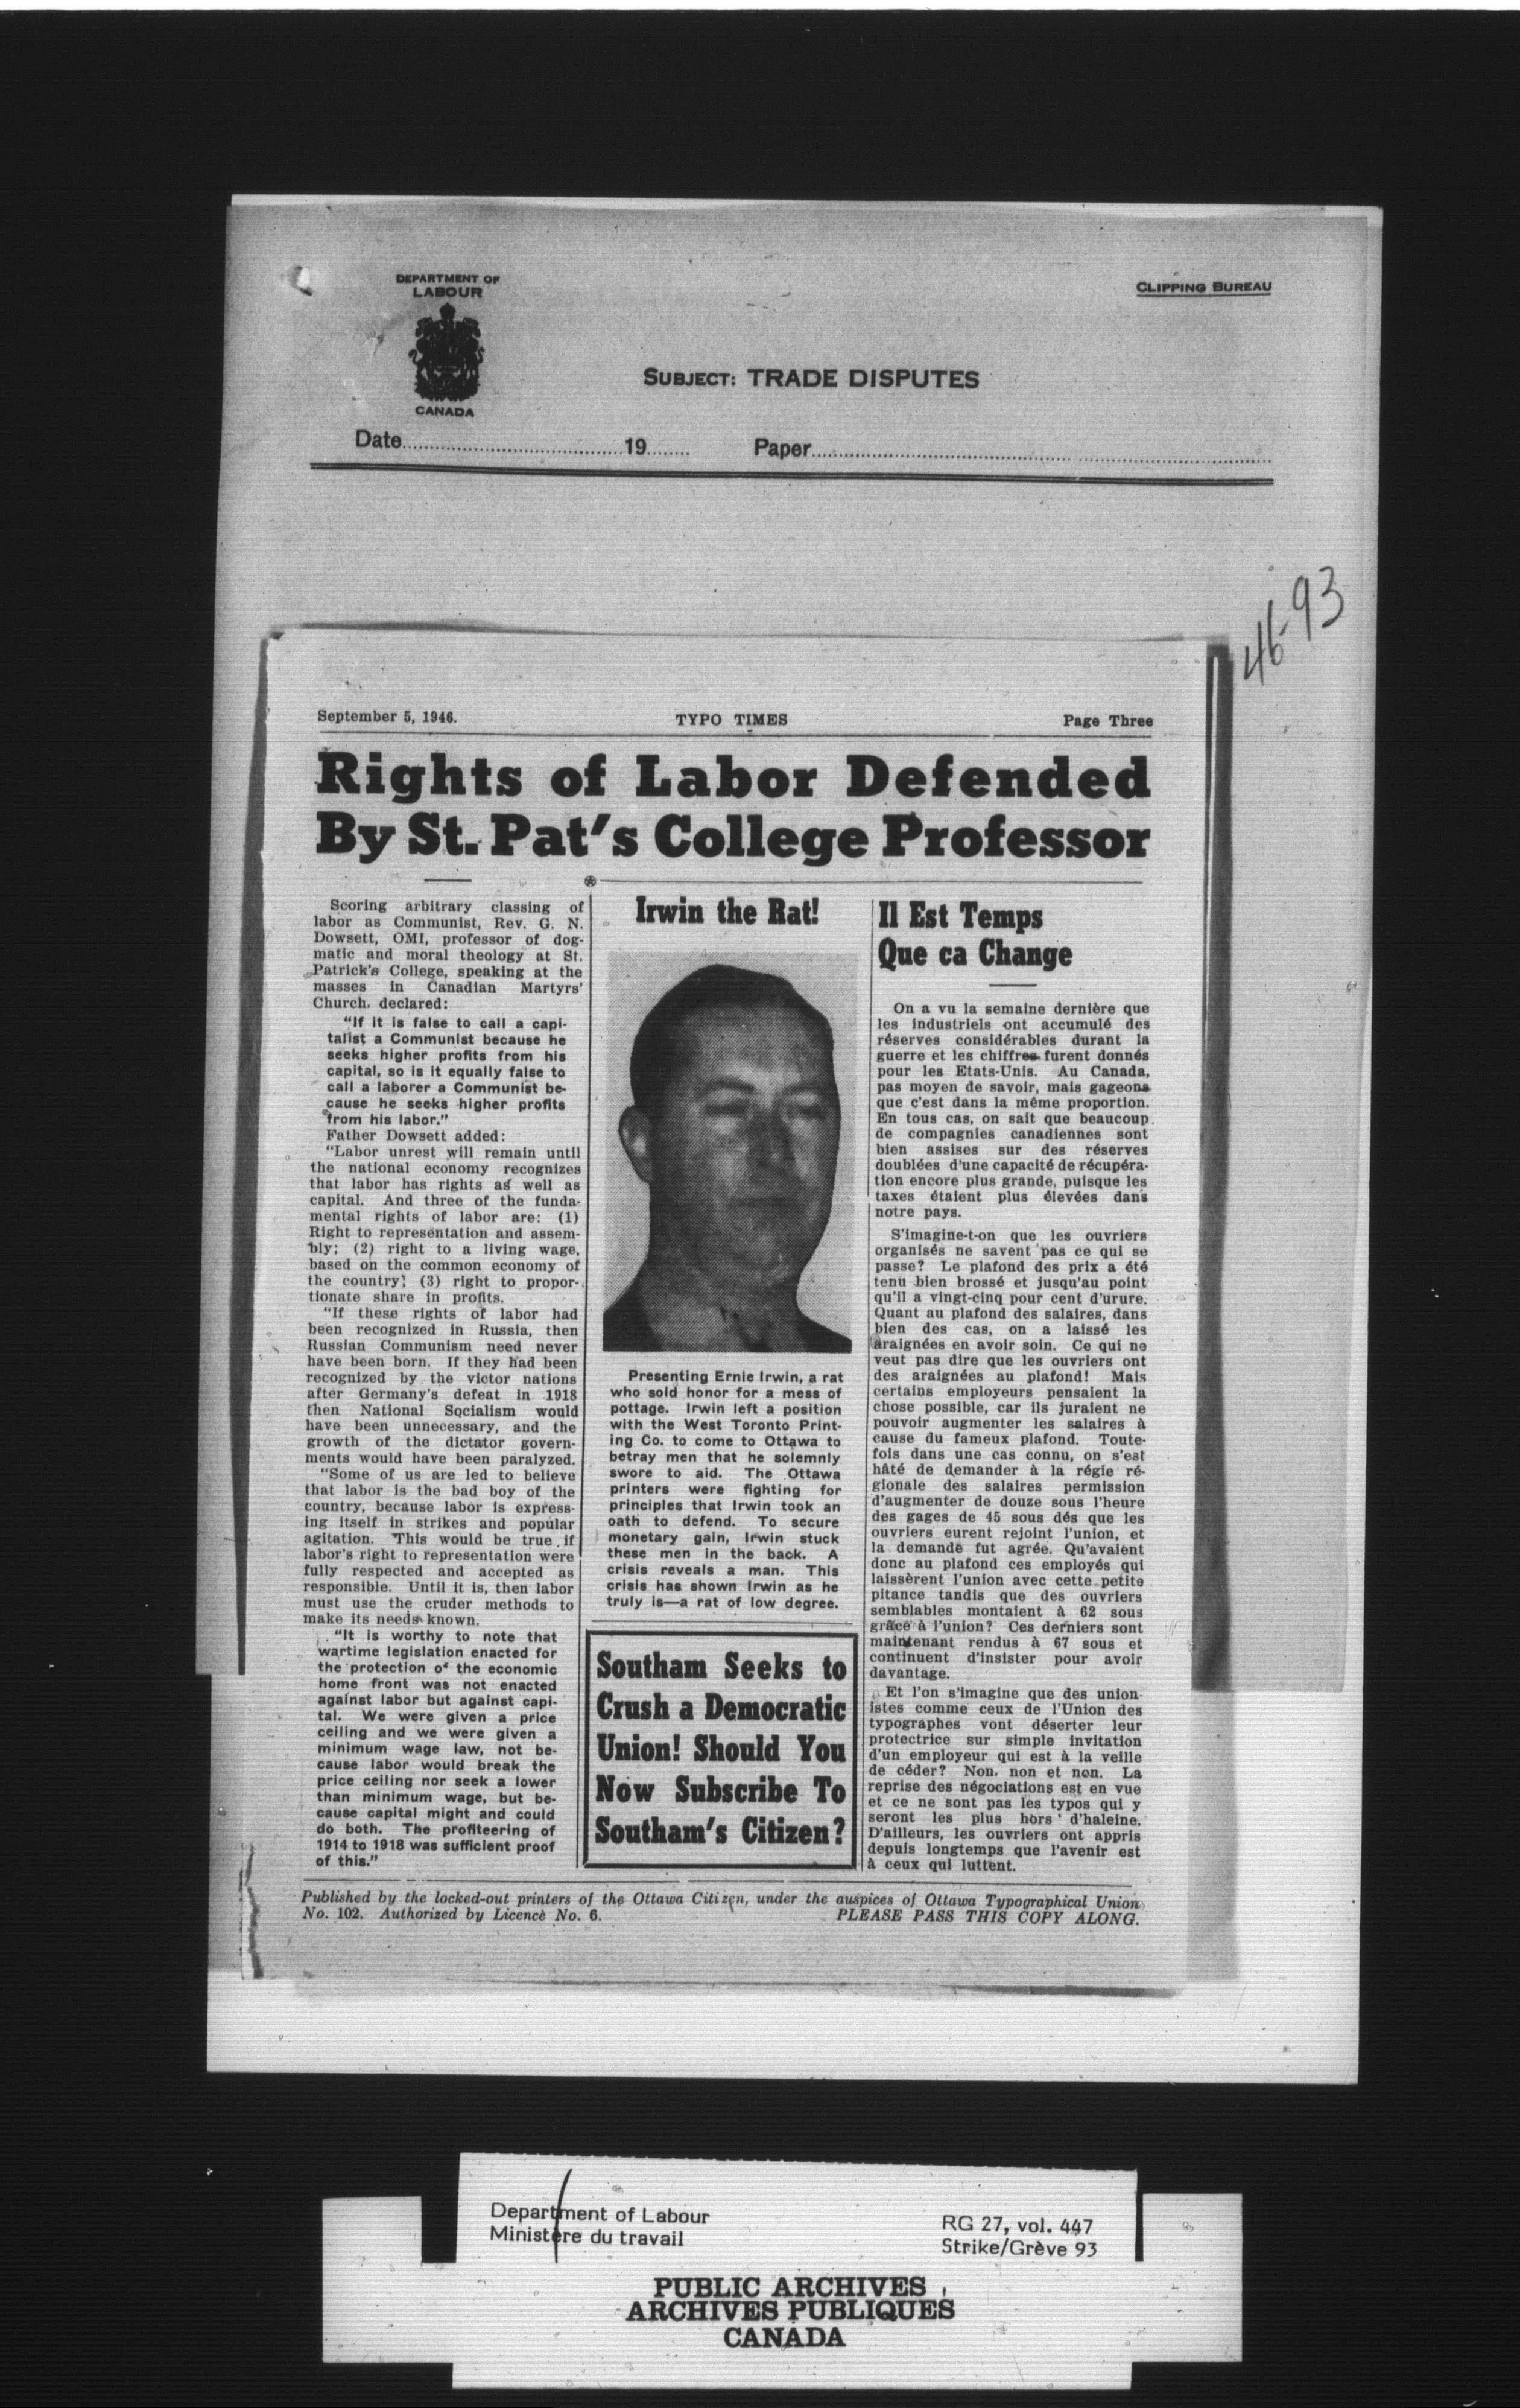 DEPARTMENT OF
LABOUR
CANADA
CLIPPING BUREAU
SUBJECT: TRADE DISPUTES
Date 19 Paper
46-93
September 5, 1946. TYPO TIMES Page Three
Rights of Labor Defended
By St. Pat's College Professor
Scoring arbitrary classing of
labor as Communist, Rev. G. N.
Dowsett, OMI, professor of dog-
matic and moral theology at St.
Patrick's College, speaking at the
masses in Canadian Martyrs'
Church, declared:
"If it is false to call a capi-
talist a Communist because he
seeks higher profits from his
capital, so is it equally false to
call a laborer a Communist be-
cause he seeks higher profits
from his labor."
Father Dowsett added:
"Labor unrest will remain until
the national economy recognizes
that labor has rights as well as
capital. And three of the funda-
mental rights of labor are: (1)
Right to representation and assem-
bly; (2) right to a living wage,
based on the common economy of
the country; (3) right to propor-
tionate share in profits.
"If these rights of labor had
been recognized in Russia, then
Russian Communism need never
have been born. If they had been
recognized by the victor nations
after Germany's defeat in 1918
then National Socialism would
have been unnecessary, and the
growth of the dictator govern-
ments would have been paralyzed.
"Some of us are led to believe
that labor is the bad boy of the
country, because labor is express-
ing itself in strikes and popular
agitation. This would be true if
labor's right to representation were
fully respected and accepted as
responsible. Until it is, then labor
must use the cruder methods to
make its needs known.
"It is worthy to note that
wartime legislation enacted for
the protection of the economic
home front was not enacted
against labor but against capi-
tal. We were given a price
ceiling and we were given a
minimum wage law, not be-
cause labor would break the
price ceiling nor seek a lower
than minimum wage, but be-
cause capital might and could
do both. The profiteering of
1914 to 1918 was sufficient proof
of this."
Irwin the Rat!
Presenting Ernie Irwin, a rat
who sold honor for a mess of
pottage. Irwin left a position
with the West Toronto Print-
ing Co. to come to Ottawa to
betray men that he solemnly
swore to aid. The Ottawa
printers were fighting for
principles that Irwin took an
oath to defend. To secure
monetary gain, Irwin stuck
these men in the back. A
crisis reveals a man. This
crisis has shown Irwin as he
truly is—a rat of low degree.
Southam Seeks to
Crush a Democratic
Union! Should You
Now Subscribe To
Southam's Citizen?
Il Est Temps
Que ca Change
On a vu la semaine dernière que
les industriels ont accumulé des
réserves considérables durant la
guerre et les chiffres furent donnés
pour les Etats-Unis. Au Canada,
pas moyen de savoir, mais gageons
que c'est dans la même proportion.
En tous cas, on sait que beaucoup
de compagnies canadiennes sont
bien assises sur des réserves
doublées d'une capacité de récupéra-
tion encore plus grande, puisque les
taxes étaient plus élevées dans
notre pays.
S'imagine-t-on que les ouvriers
organisés ne savent pas ce qui se
passe? Le plafond des prix a été
tenu bien brossé et jusqu'au point
qu'il a vingt-cinq pour cent d'urure.
Quant au plafond des salaires, dans
bien des cas, on a laissé les
araignées en avoir soin. Ce qui ne
veut pas dire que les ouvriers ont
des araignées au plafond! Mais
certains employeurs pensaient la
chose possible, car ils juraient ne
pouvoir augmenter les salaires à
cause du fameux plafond. Toute-
fois dans une cas connu, on s'est
hâté de demander à la régie ré-
gionale des salaires permission
d'augmenter de douze sous l'heure
des gages de 45 sous dès que les
ouvriers eurent rejoint l'union, et
la demande fut agrée. Qu'avaient
donc au plafond ces employés qui
laissèrent l'union avec cette petite
pitance tandis que des ouvriers
semblables montaient à 62 sous
grâce à l'union? Ces derniers sont
maintenant rendus à 67 sous et
continuent d'insister pour avoir
davantage.
Et l'on s'imagine que des union-
istes comme ceux de l'Union des
typographes vont déserter leur
protectrice sur simple invitation
d'un employeur qui est à la veille
de céder? Non, non et non. La
reprise des négociations est en vue
et ce ne sont pas les typos qui y
seront les plus hors d'haleine.
D'ailleurs, les ouvriers ont appris
depuis longtemps que l'avenir est
à ceux qui luttent.
Published by the locked-out printers of the Ottawa Citizen, under the auspices of Ottawa Typographical Union
No. 102. Authorized by Licence No. 6. PLEASE PASS THIS COPY ALONG.
Department of Labour
Ministère du travail
RG 27, vol. 447
Strike/Grève 93
PUBLIC ARCHIVES
ARCHIVES PUBLIQUES
CANADA